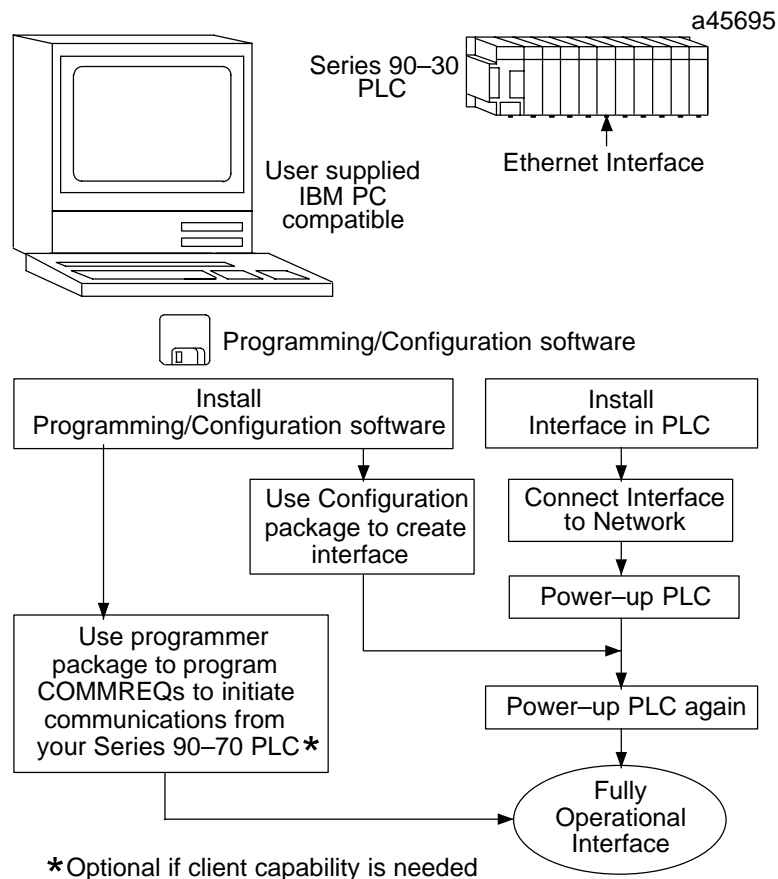 a45695
Series 90–30
PLC
Ethernet Interface
User supplied
IBM PC
compatible
Programming/Configuration software
Install
Programming/Configuration software
Install
Interface in PLC
Use Configuration
package to create
interface
Connect Interface
to Network
Power–up PLC
Use programmer
package to program
COMMREQs to initiate
communications from
your Series 90–70 PLC*
Power–up PLC again
Fully
Operational
Interface
*Optional if client capability is needed